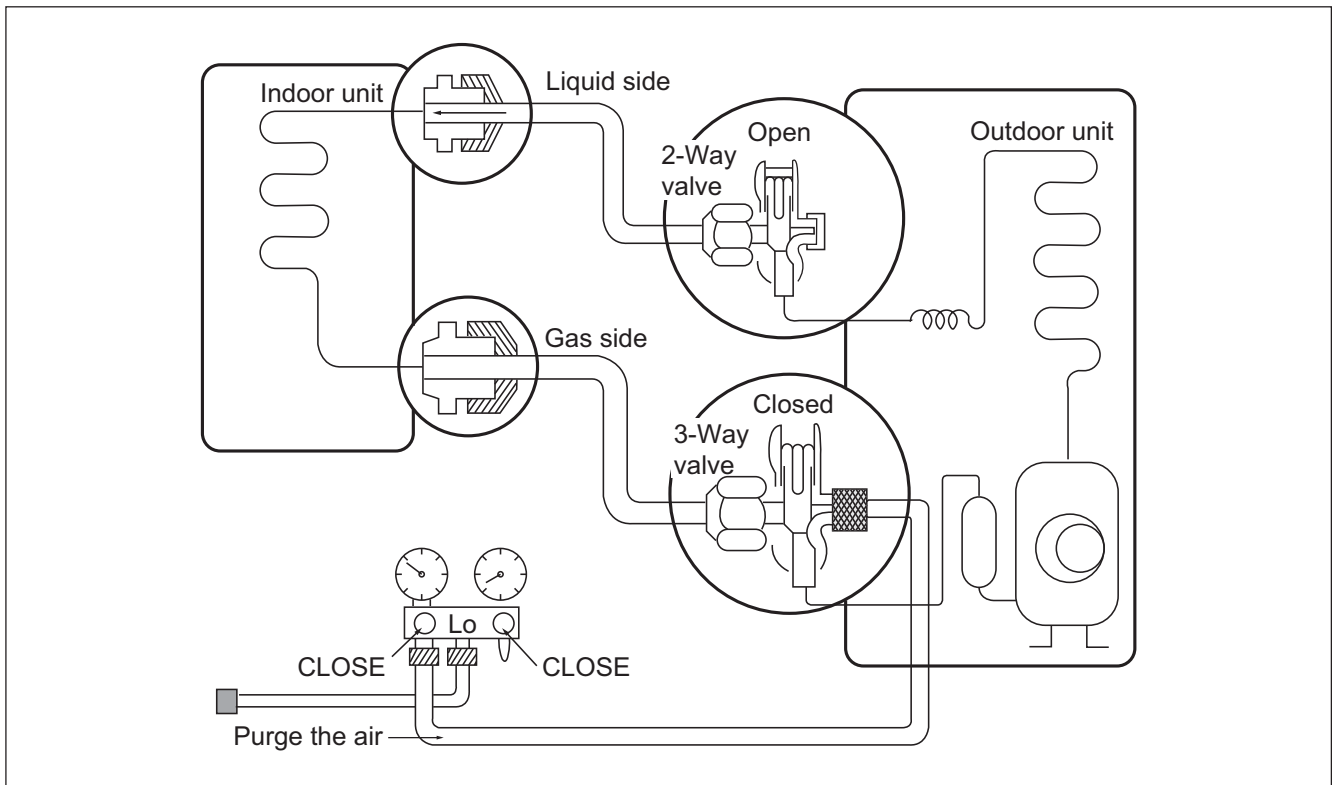 Indoor unit
Liquid side
Open
2-Way
valve
Outdoor unit
Gas side
Closed
3-Way
valve
Lo
CLOSE
CLOSE
Purge the air